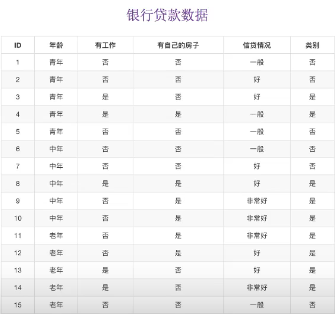 银行贷款数据
ID 年龄 有工作 有自己的房子 信贷情况 类别
1 青年 否 否 一般 否
2 青年 否 否 好 否
3 青年 是 否 好 是
4 青年 是 是 一般 是
5 青年 否 否 一般 否
6 中年 否 否 一般 否
7 中年 否 否 好 否
8 中年 是 是 好 是
9 中年 否 是 非常好 是
10 中年 否 是 非常好 是
11 老年 否 是 非常好 是
12 老年 否 是 好 是
13 老年 是 否 好 是
14 老年 是 否 非常好 是
15 老年 否 否 一般 否